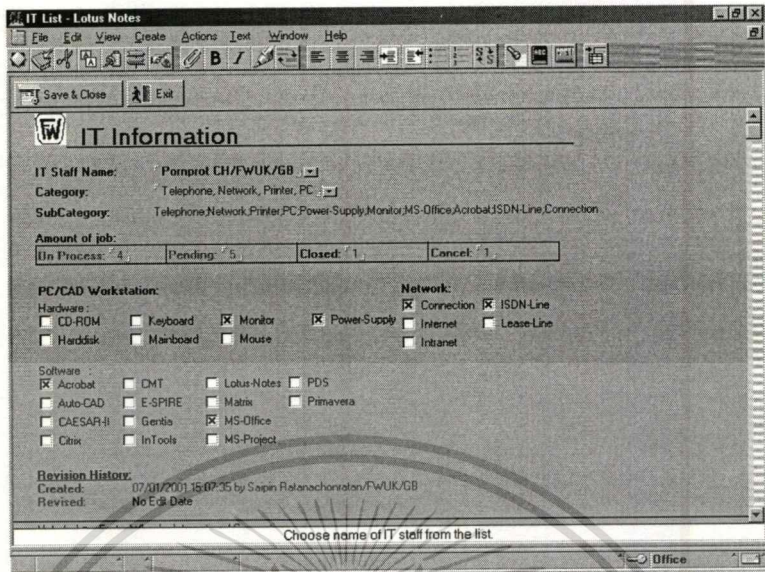 IT List - Lotus Notes
File Edit View Create Actions Text Window Help
Save & Close Exit
FW IT Information
IT Staff Name: Pornprot CH/FWUK/GB
Category: Telephone, Network, Printer, PC
SubCategory: Telephone,Network,Printer,PC,Power-Supply,Monitor,MS-Office,Acrobat,ISDN-Line,Connection
Amount of job:
Un Process: 4 Pending: 5 Closed: 1 Cancel: 1
PC/CAD Workstation: Network:
Hardware : Connection ISDN-Line
CD-ROM Keyboard Monitor Power-Supply Internet Lease-Line
Harddisk Mainboard Mouse Intranet
Software :
Acrobat CMT Lotus-Notes PDS
Auto-CAD E-SPIRE Matrix Primavera
CAESAR-II Gentia MS-Office
Citrix InTools MS-Project
Revision History:
Created: 07/01/2001 15:07:35 by Saipin Ratanachonratan/FWUK/GB
Revised: No Edit Date
Choose name of IT staff from the list.
Office